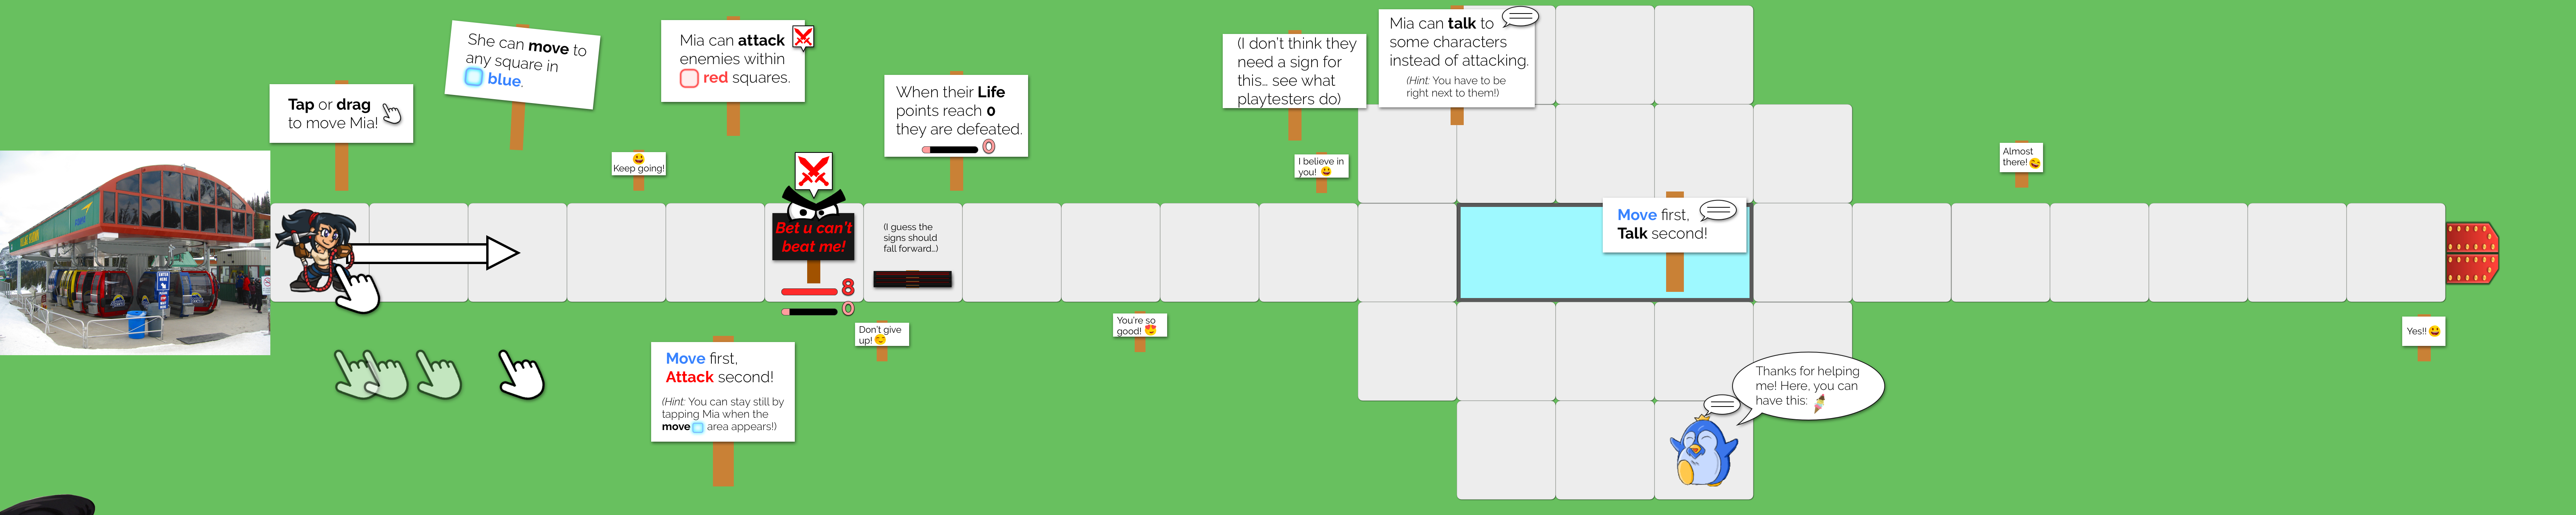 Tap or drag
to move Mia!
She can move to
any square in
blue.
Mia can attack
enemies within
red squares.
Keep going!
When their Life
points reach 0
they are defeated.
0
Bet u can't
beat me!
8
0
(I guess the
signs should
fall forward...)
Move first,
Attack second!
(Hint: You can stay still by
tapping Mia when the
move area appears!)
Don't give
up!
You're so
good!
(I don't think they
need a sign for
this... see what
playtesters do)
I believe in
you!
Mia can talk to
some characters
instead of attacking.
(Hint: You have to be
right next to them!)
Move first,
Talk second!
Thanks for helping
me! Here, you can
have this:
Almost
there!
Yes!!